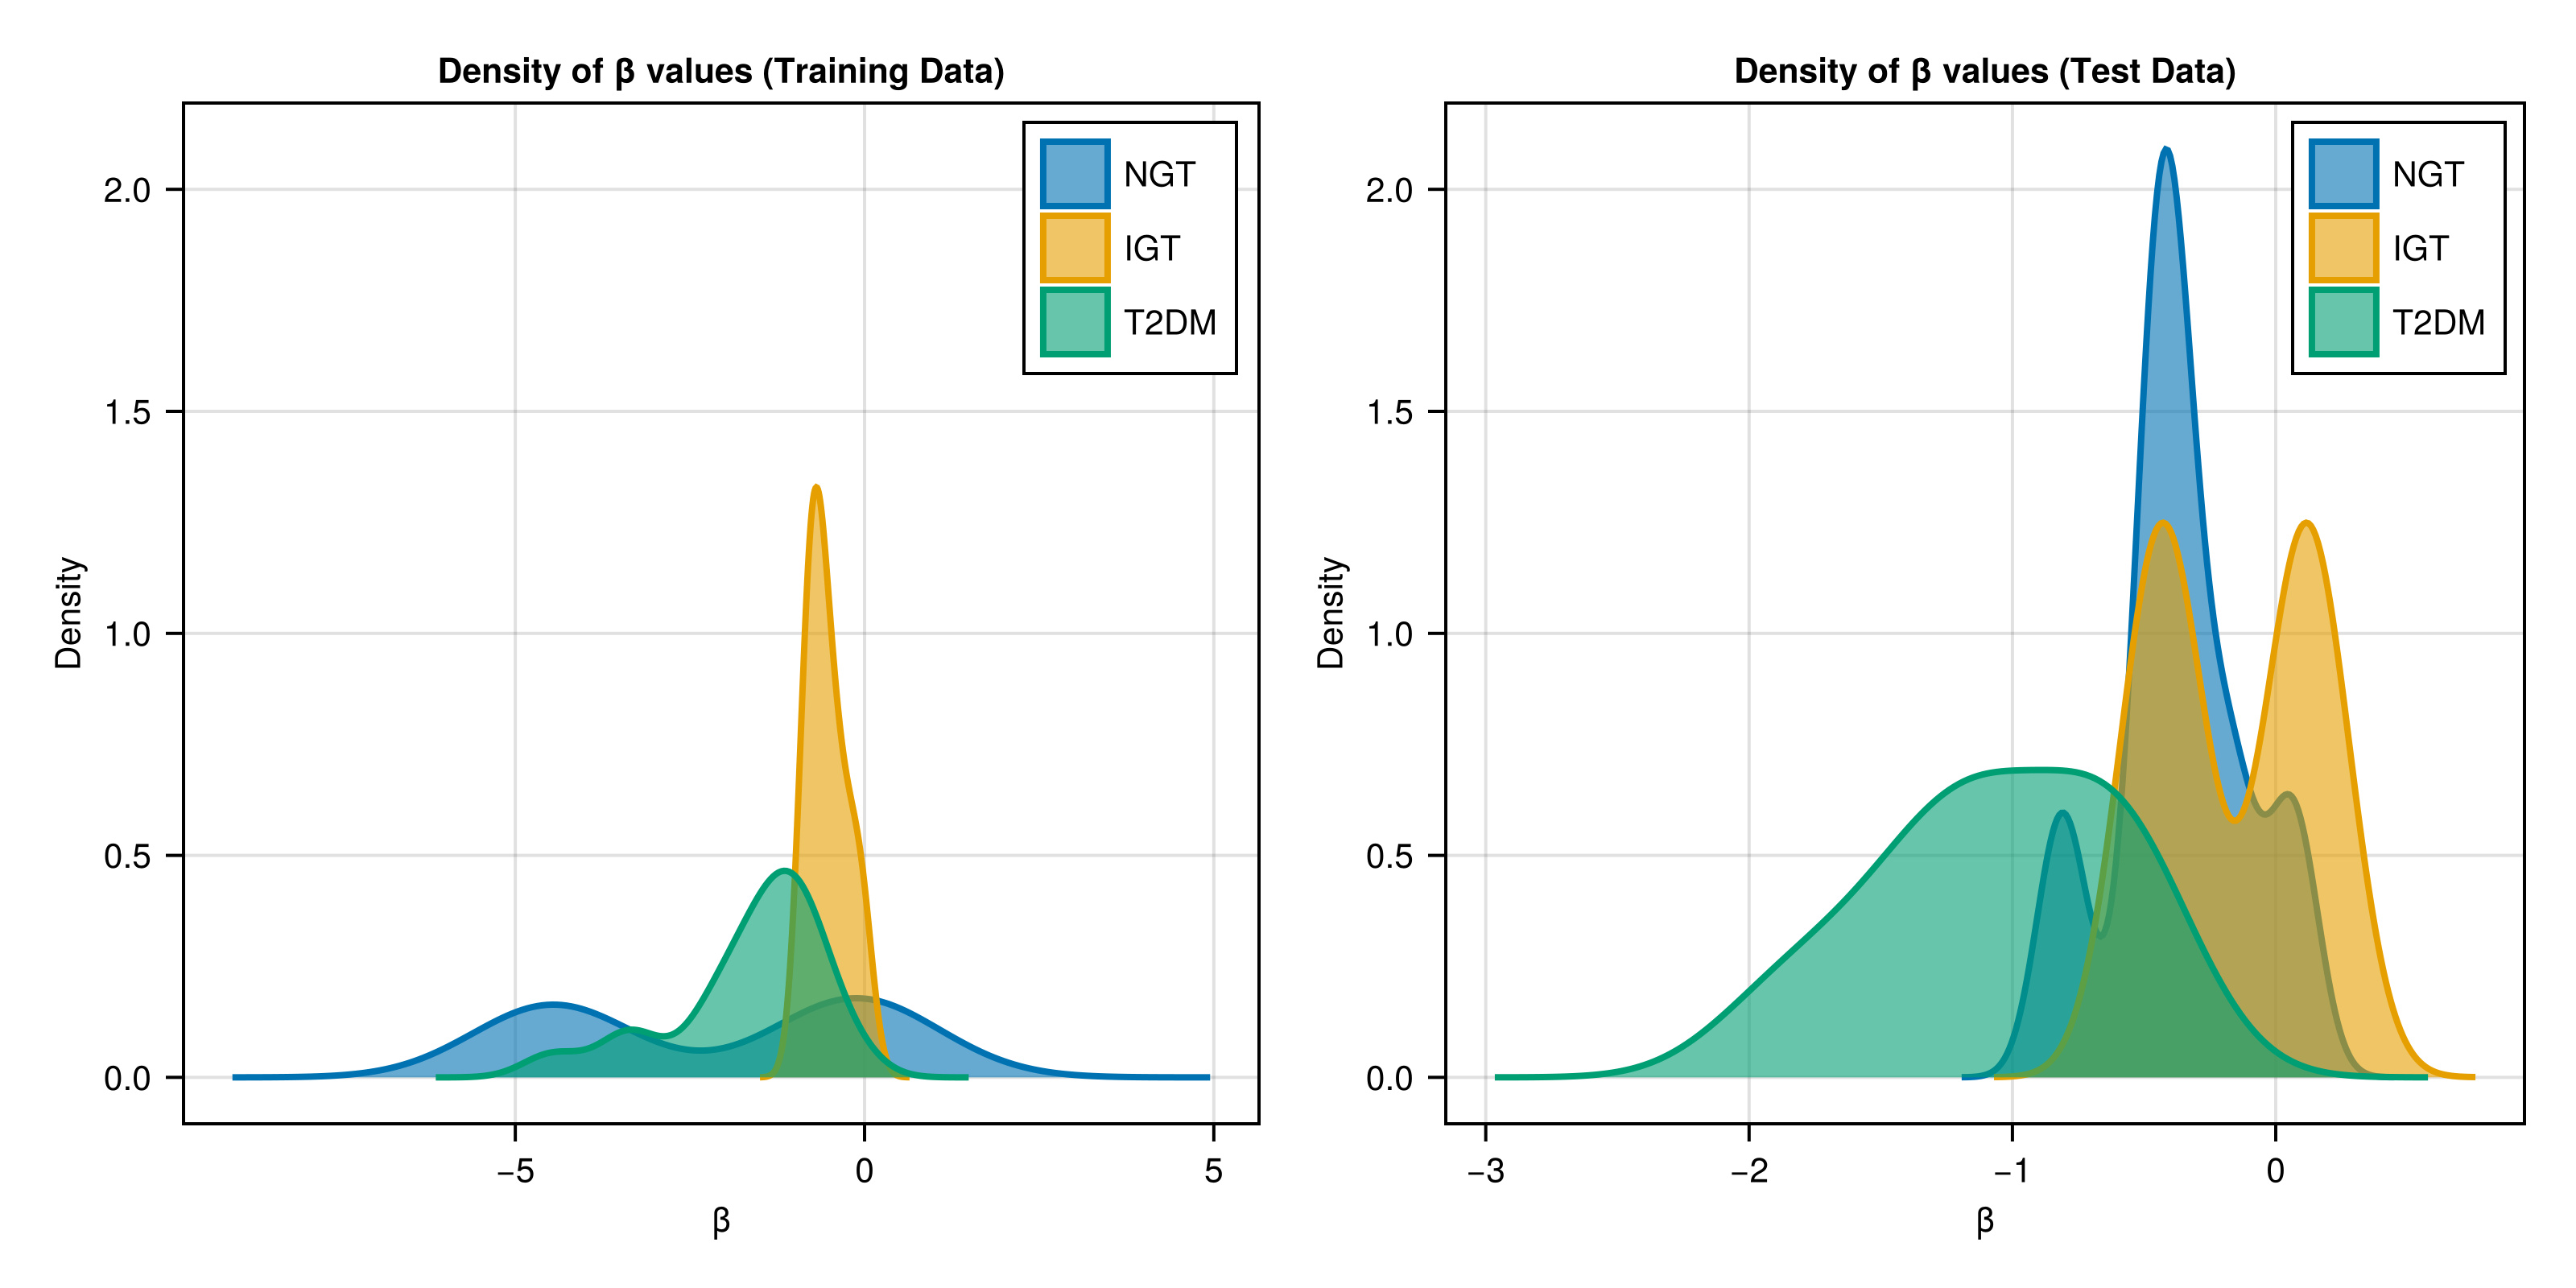 Density of β values (Training Data)
NGT
IGT
T2DM
2.0
1.5
1.0
0.5
0.0
Density
−5
0
5
β
Density of β values (Test Data)
NGT
IGT
T2DM
2.0
1.5
1.0
0.5
0.0
Density
−3
−2
−1
0
β